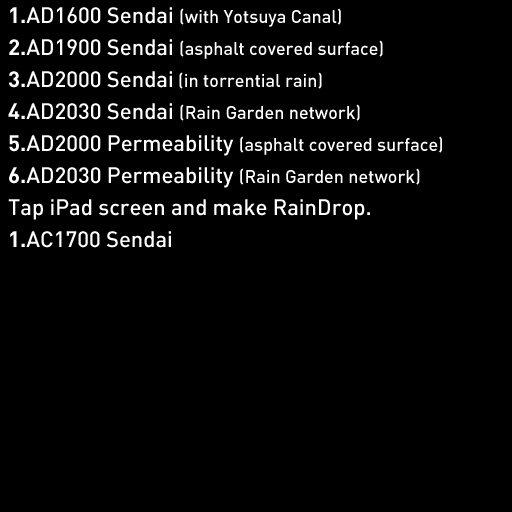 1.AD1600 Sendai (with Yotsuya Canal)
2.AD1900 Sendai (asphalt covered surface)
3.AD2000 Sendai (in torrential rain)
4.AD2030 Sendai (Rain Garden network)
5.AD2000 Permeability (asphalt covered surface)
6.AD2030 Permeability (Rain Garden network)
Tap iPad screen and make RainDrop.
1.AC1700 Sendai